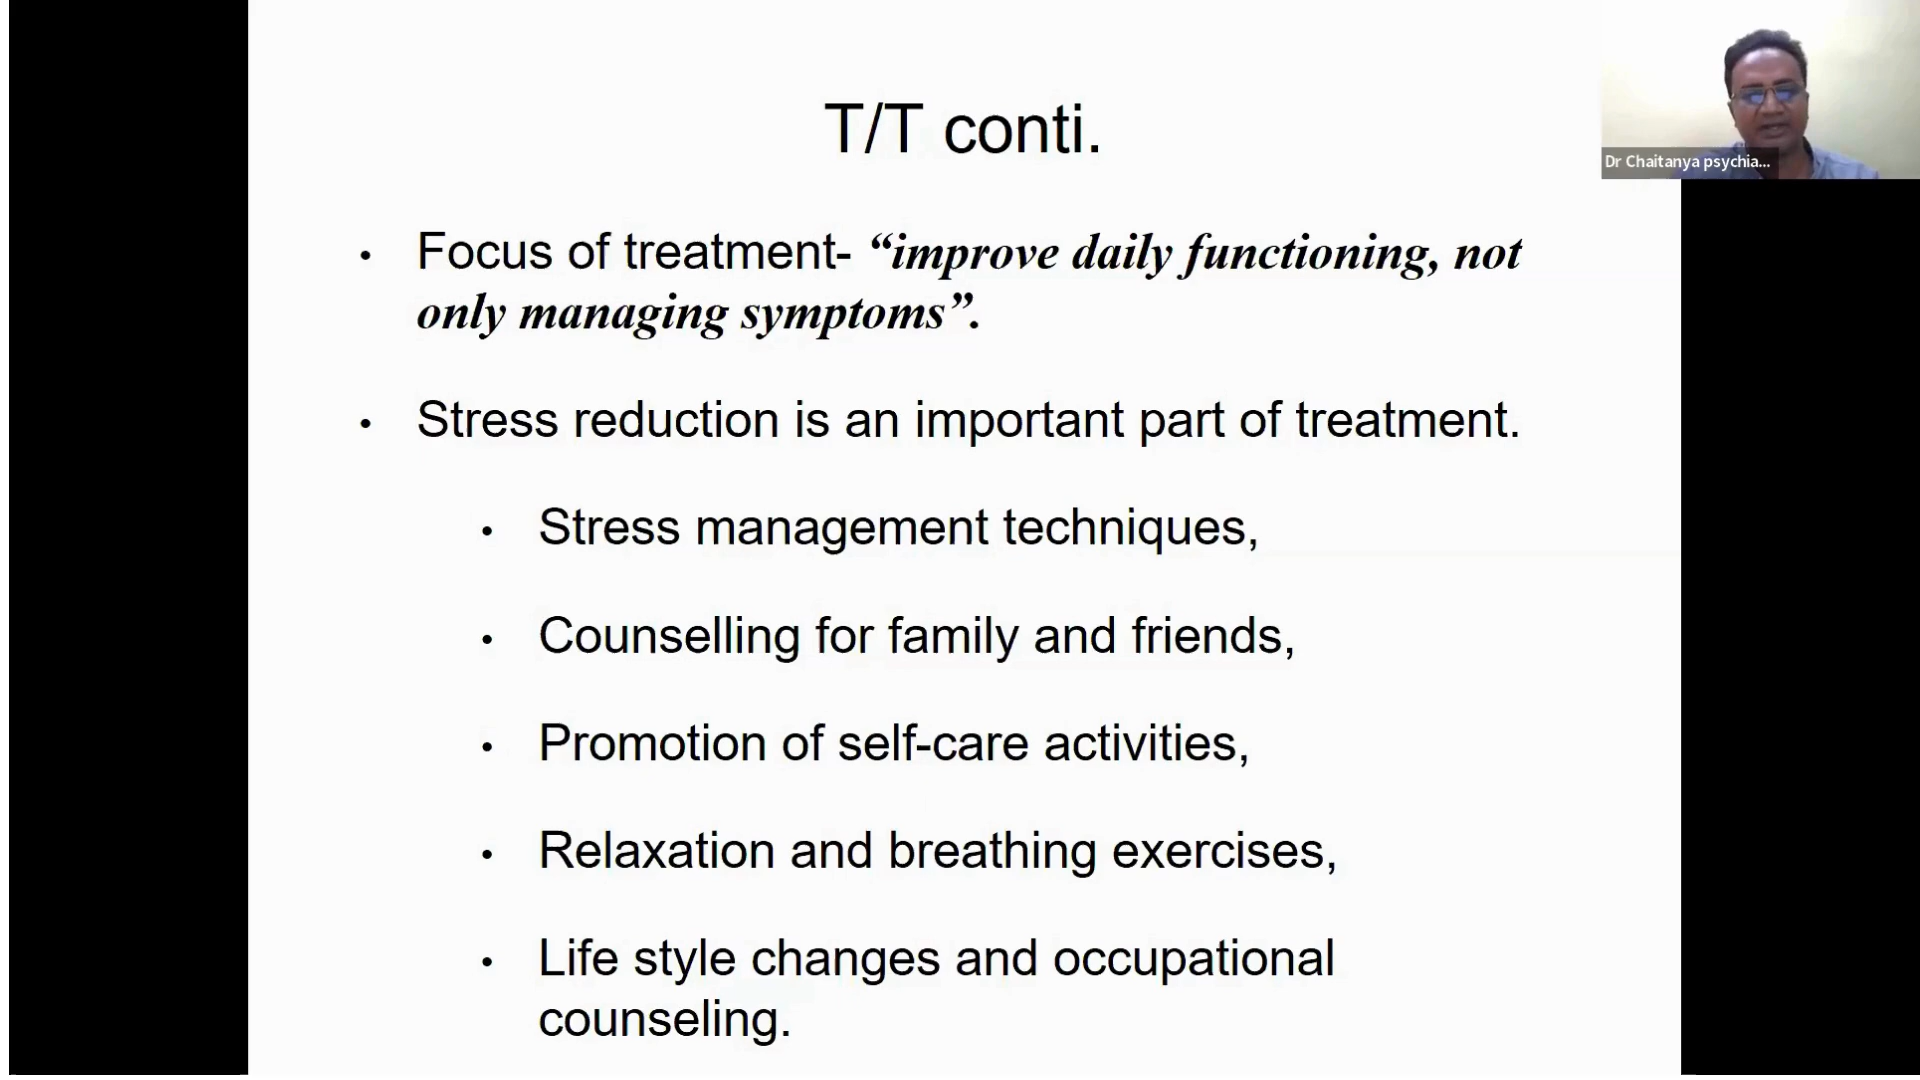 T/T conti.
Dr Chaitanya psychia...
• Focus of treatment- “improve daily functioning, not
only managing symptoms”.
• Stress reduction is an important part of treatment.
• Stress management techniques,
• Counselling for family and friends,
• Promotion of self-care activities,
• Relaxation and breathing exercises,
• Life style changes and occupational
counseling.